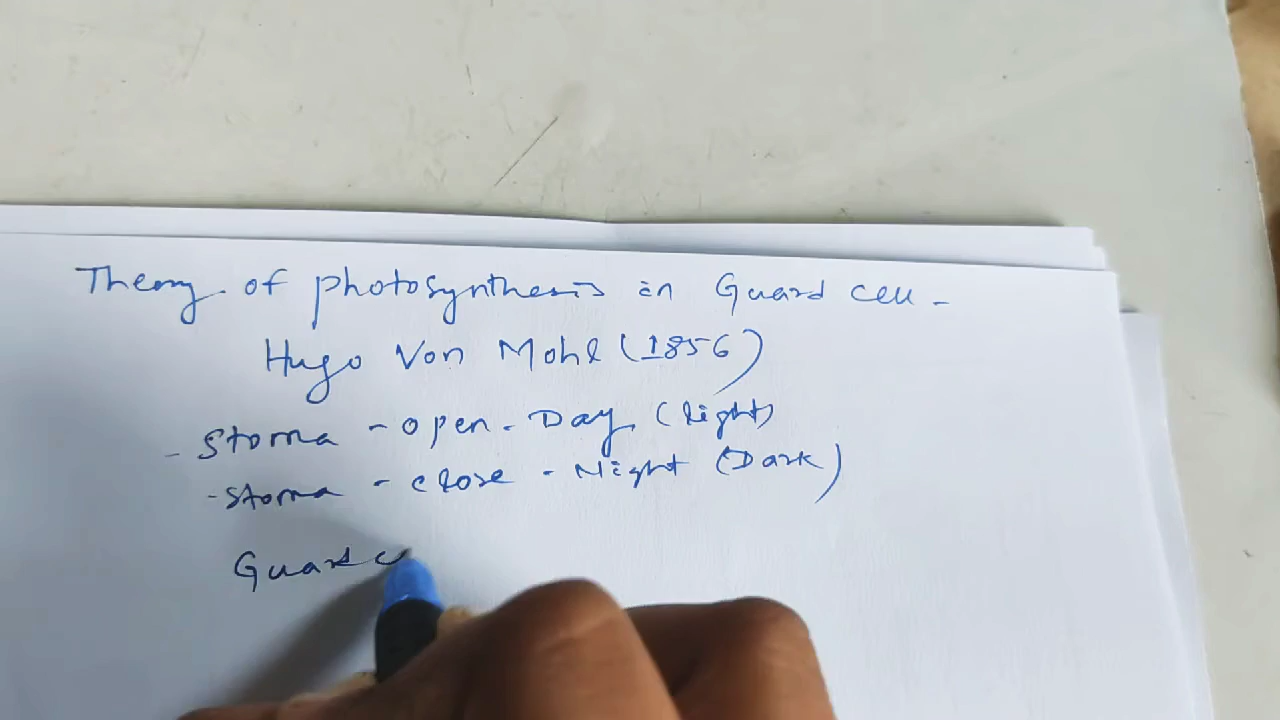 Theory of photosynthesis in Guard cell -
Hugo Von Mohl (1856)
- Stoma - open - Day (light)
- Stoma - close - Night (Dark)
Guard c